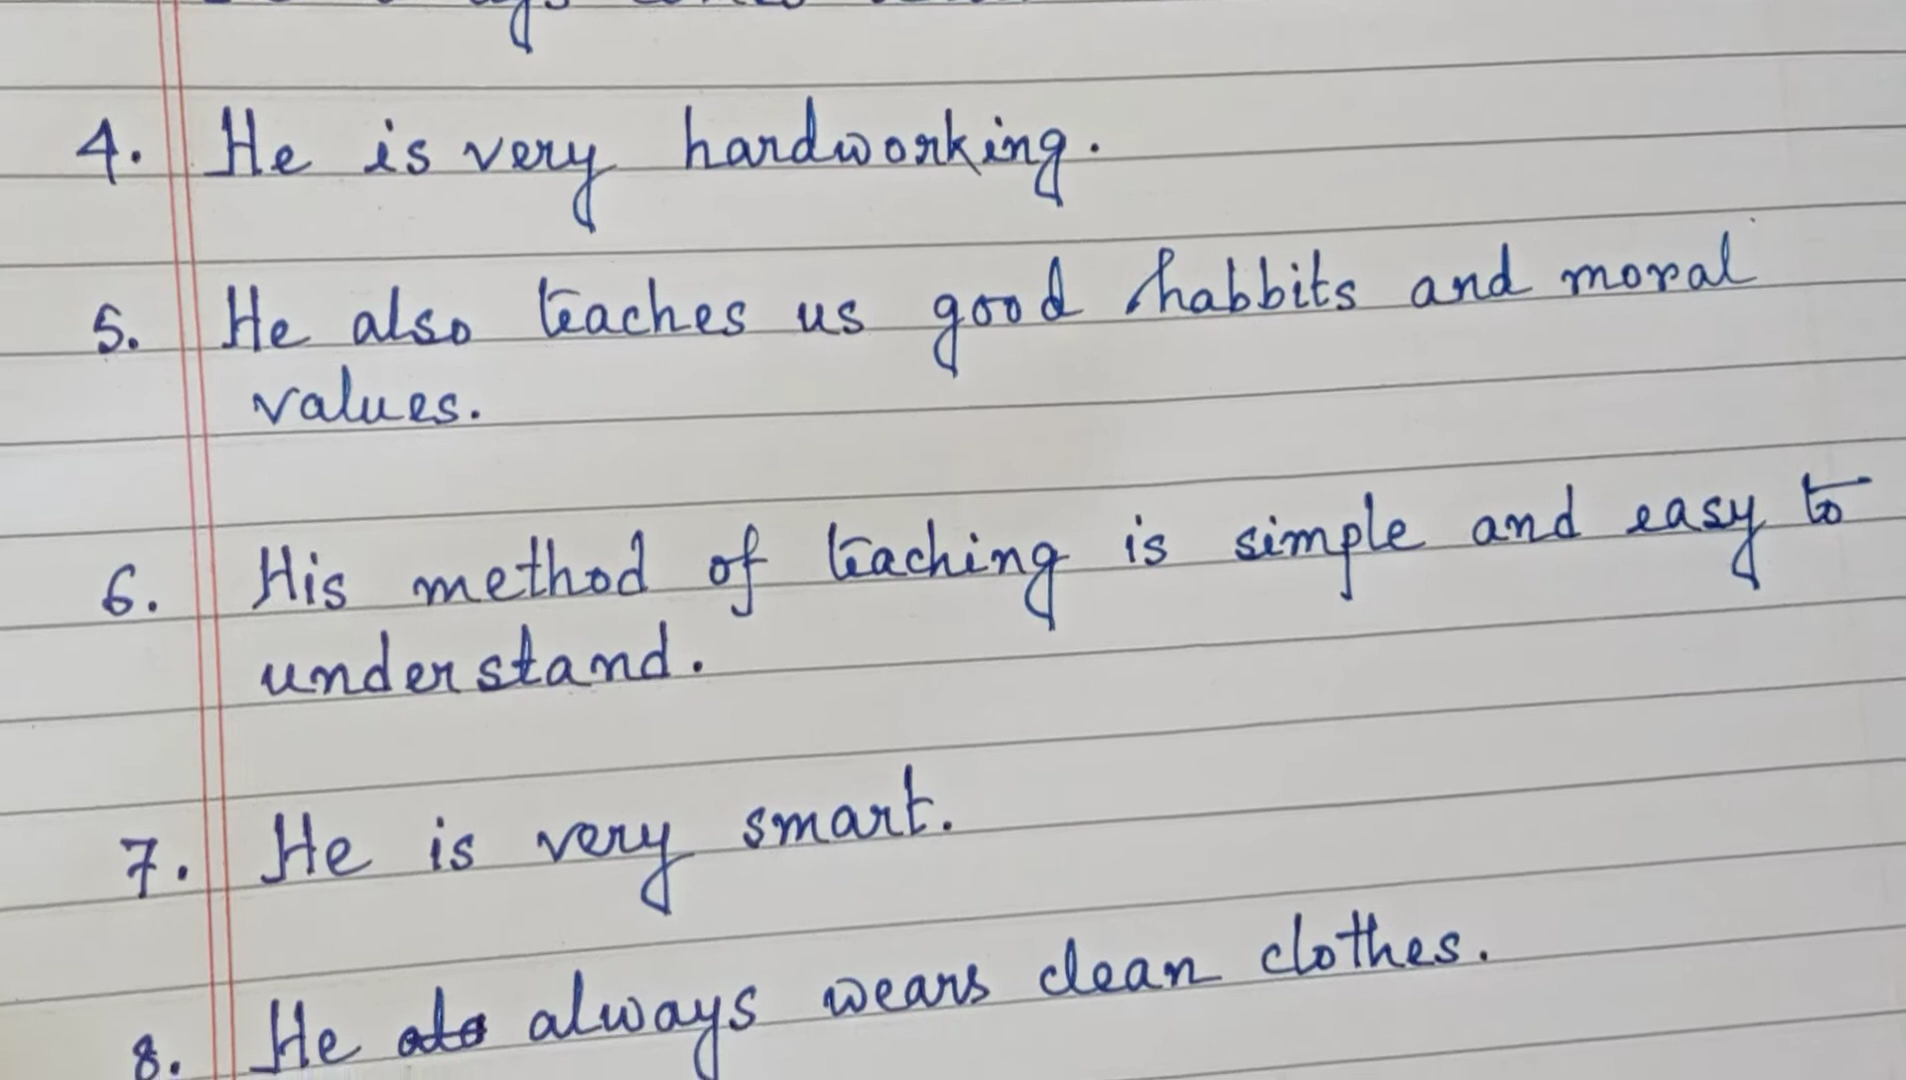 4. He is very hardworking.
5. He also teaches us good habbits and moral
values.
6. His method of teaching is simple and easy to
understand.
7. He is very smart.
8. He always wears clean clothes.